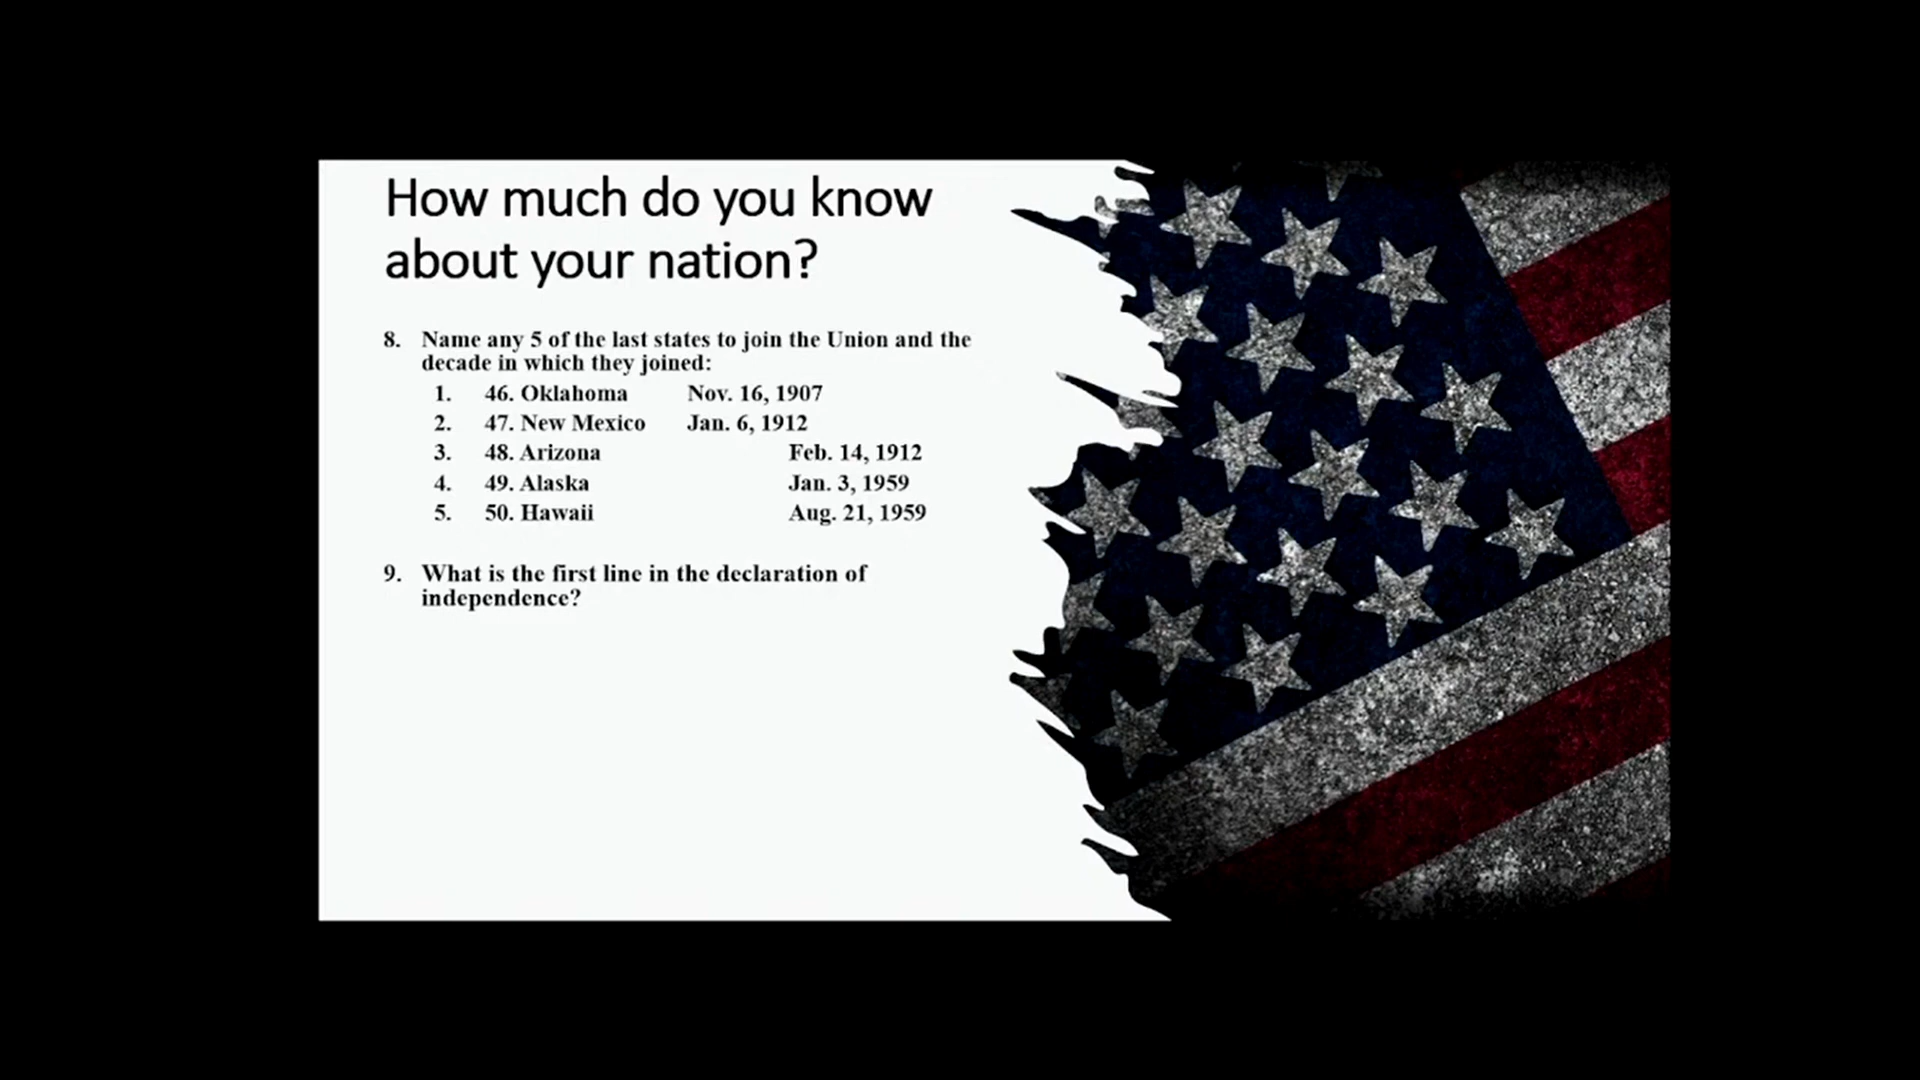 How much do you know
about your nation?
8. Name any 5 of the last states to join the Union and the
decade in which they joined:
1. 46. Oklahoma Nov. 16, 1907
2. 47. New Mexico Jan. 6, 1912
3. 48. Arizona Feb. 14, 1912
4. 49. Alaska Jan. 3, 1959
5. 50. Hawaii Aug. 21, 1959
9. What is the first line in the declaration of
independence?